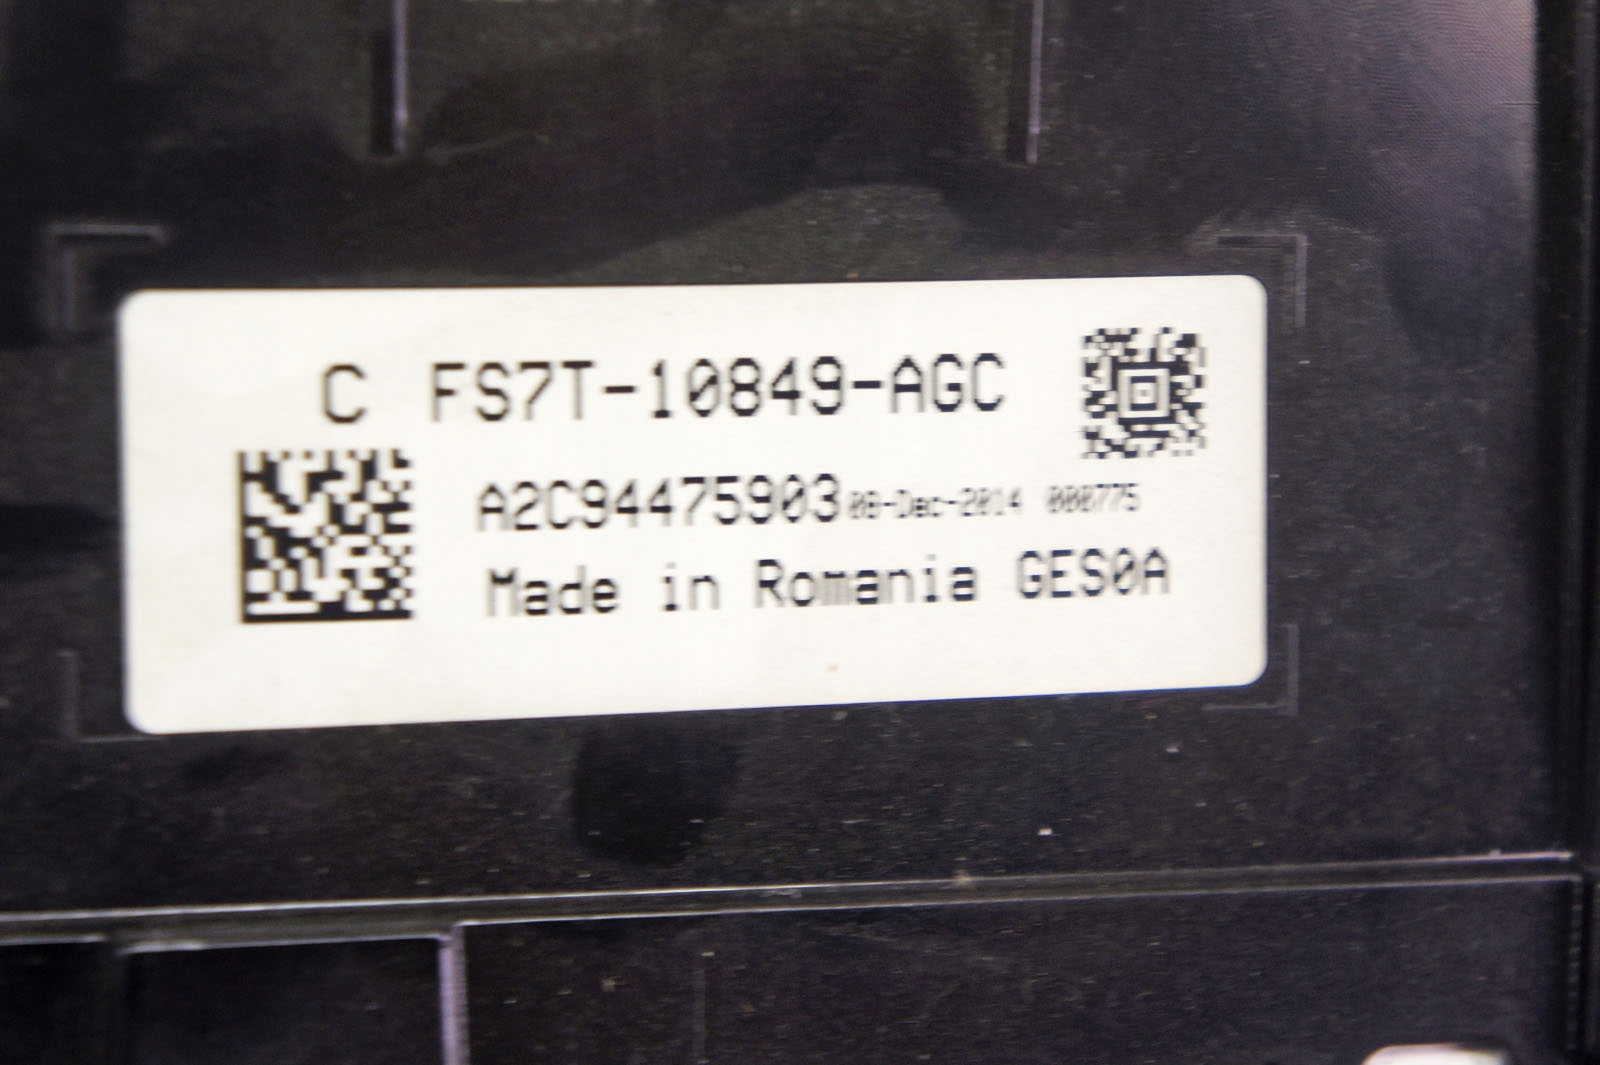 C FS7T-10849-AGC
A2C94475903 08-Dec-2014 000775
Made in Romania GES0A